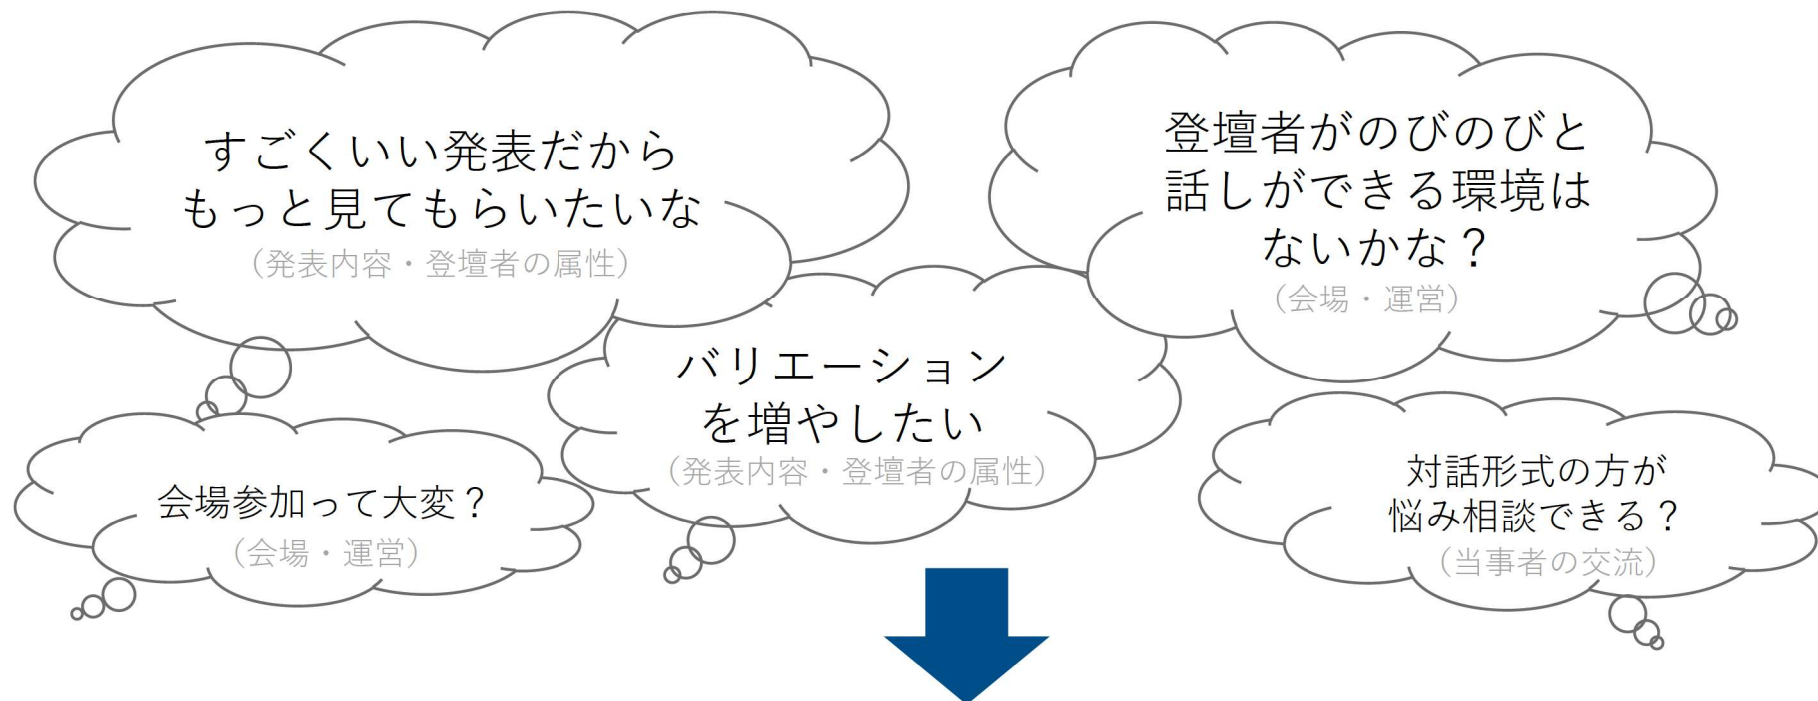 すごくいい発表だから
もっと見てもらいたいな
（発表内容・登壇者の属性）
登壇者がのびのびと
話しができる環境は
ないかな？
（会場・運営）
バリエーション
を増やしたい
（発表内容・登壇者の属性）
会場参加って大変？
（会場・運営）
対話形式の方が
悩み相談できる？
（当事者の交流）